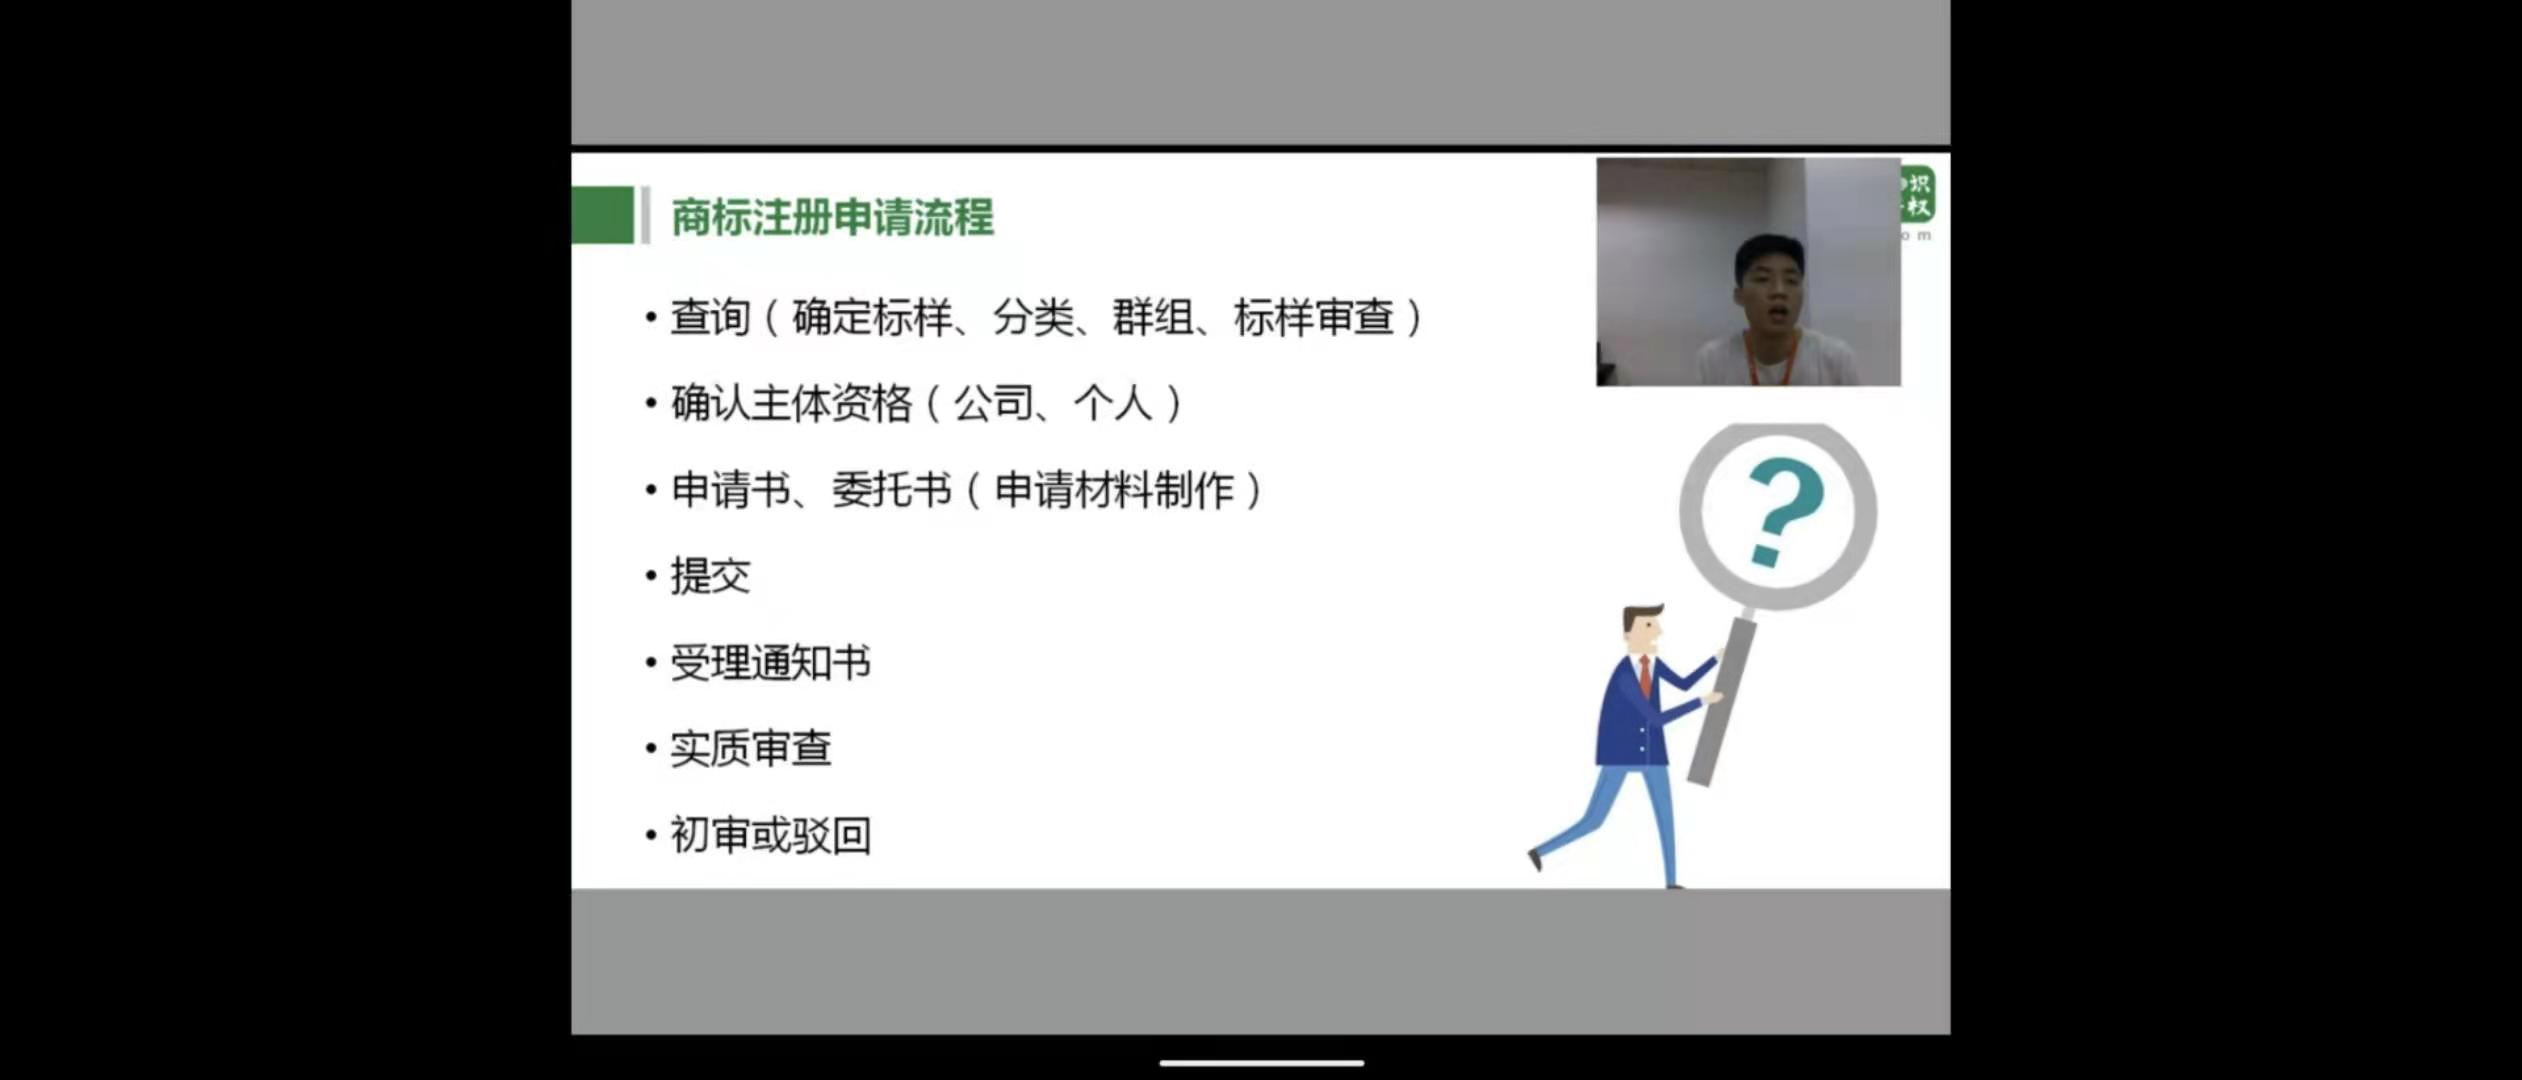 商标注册申请流程
识
权
om
• 查询（确定标样、分类、群组、标样审查）
• 确认主体资格（公司、个人）
• 申请书、委托书（申请材料制作）
• 提交
• 受理通知书
• 实质审查
• 初审或驳回
?